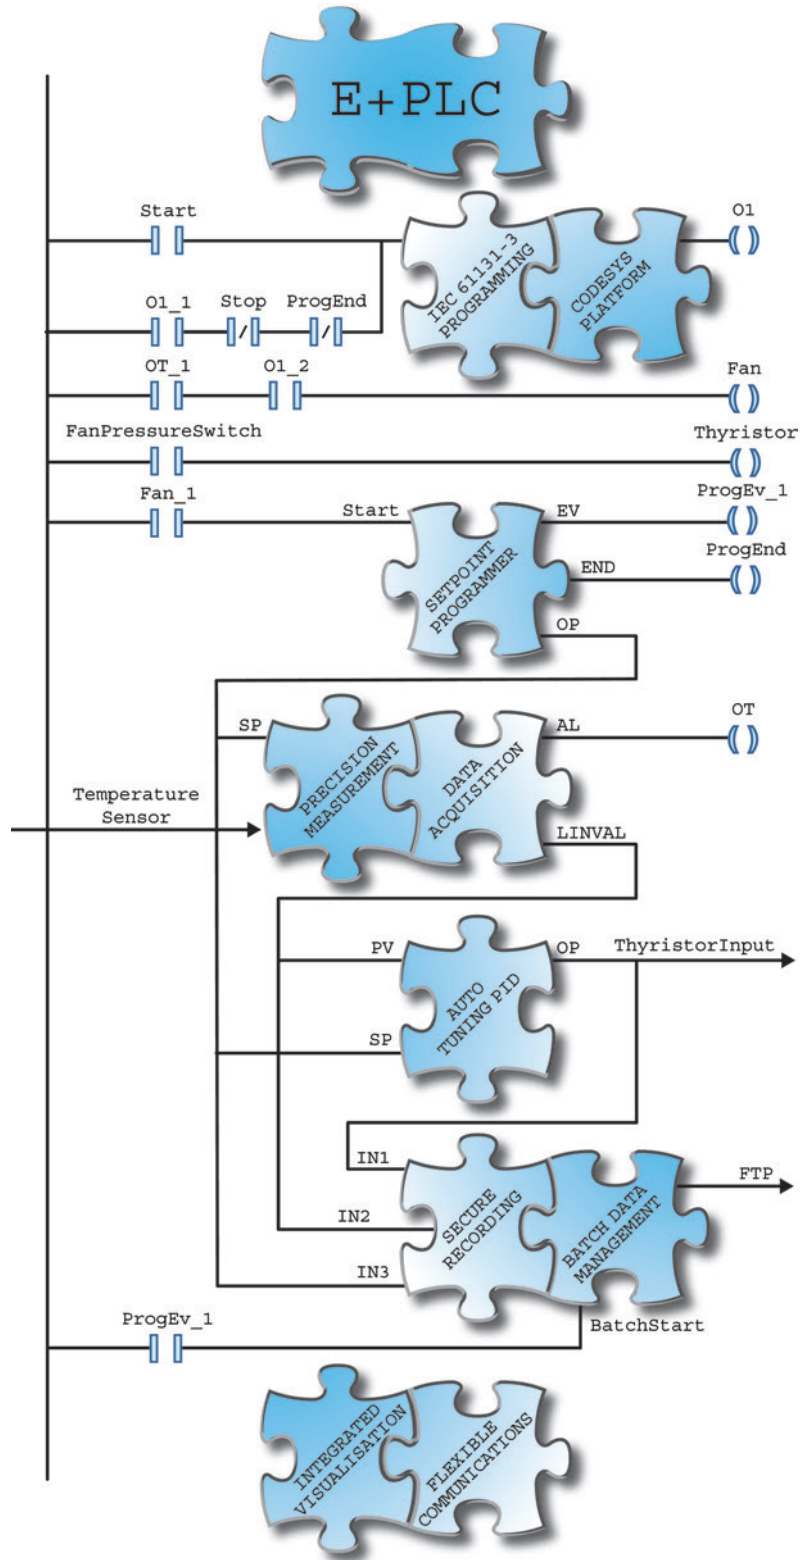 E+PLC
Start
O1
IEC 61131-3
PROGRAMMING
CODESYS
PLATFORM
O1_1 Stop ProgEnd
OT_1 O1_2 Fan
FanPressureSwitch Thyristor
Fan_1 Start EV ProgEv_1
SETPOINT
PROGRAMMER
END ProgEnd
OP
SP
PRECISION
MEASUREMENT
DATA
ACQUISITION
AL OT
Temperature
Sensor
LINVAL
PV OP ThyristorInput
AUTO
TUNING PID
SP
IN1
SECURE
RECORDING
BATCH DATA
MANAGEMENT
FTP
IN2
IN3
ProgEv_1 BatchStart
INTEGRATED
VISUALISATION
FLEXIBLE
COMMUNICATIONS